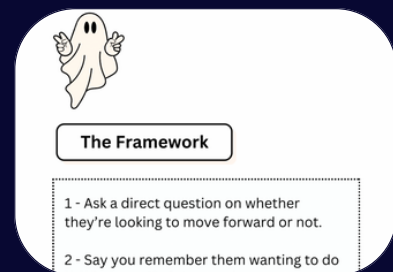 The Framework
1 - Ask a direct question on whether
they're looking to move forward or not.
2 - Say you remember them wanting to do